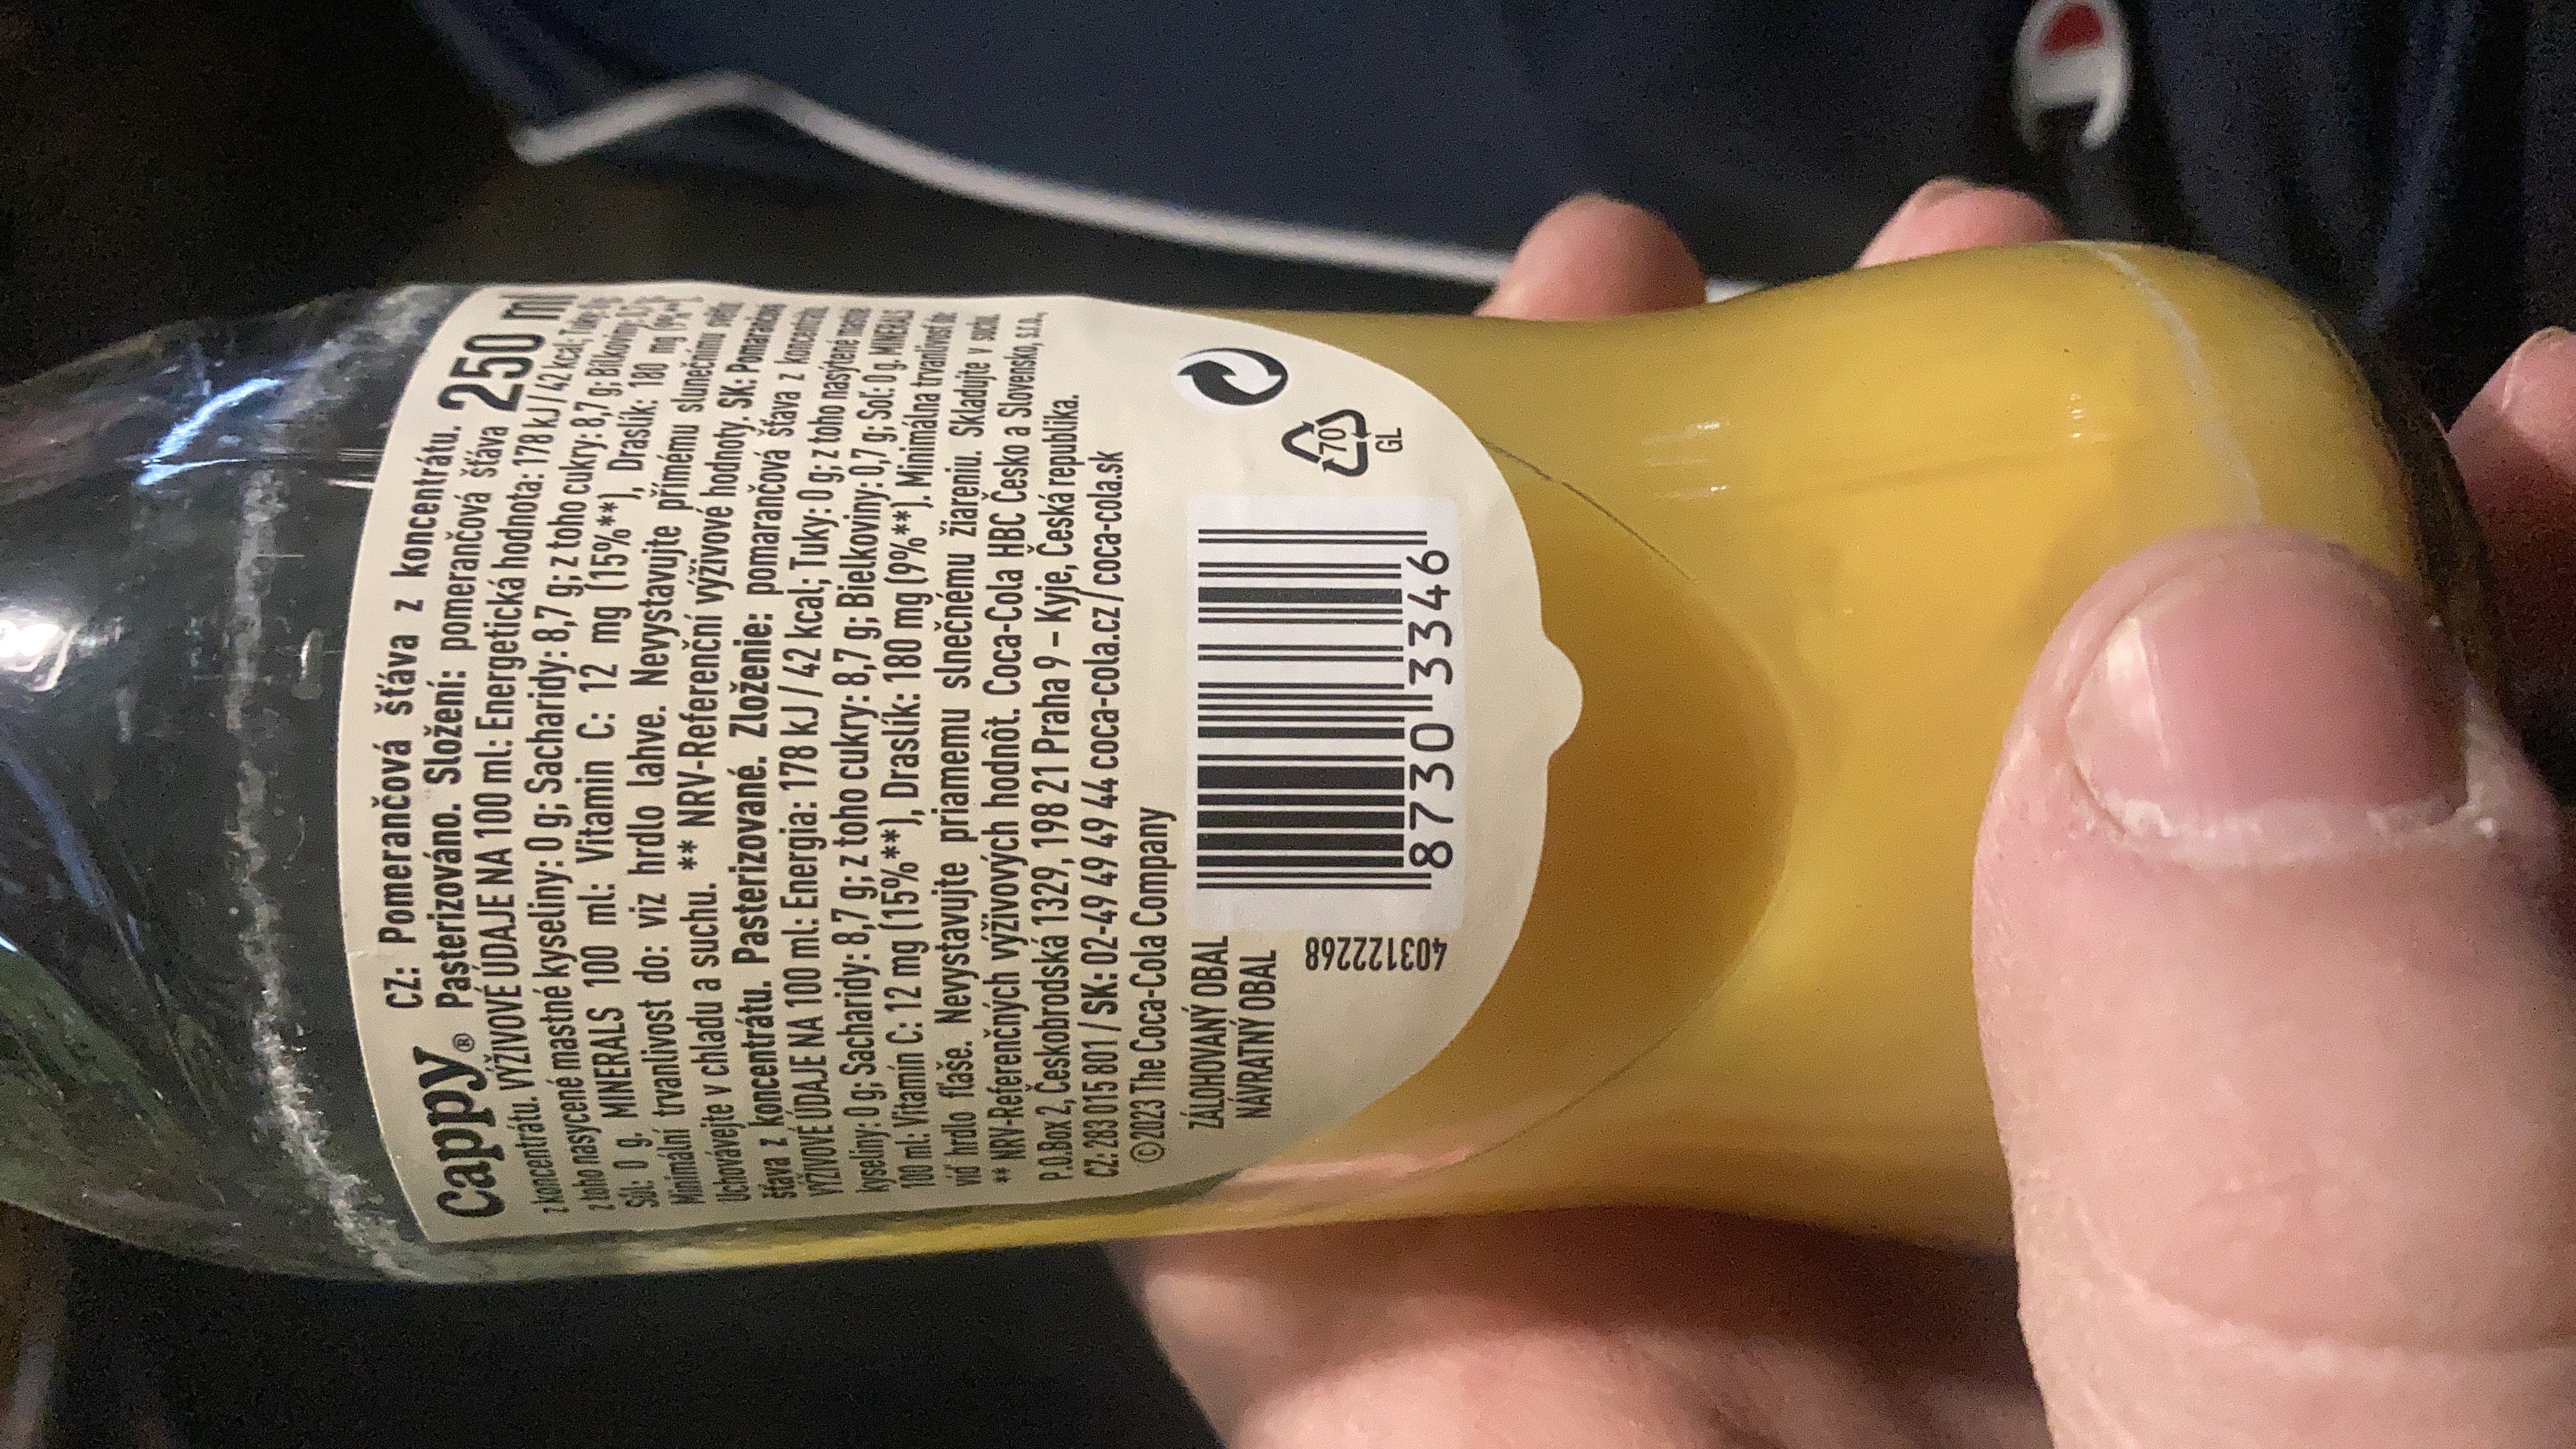 Cappy®
CZ: Pomerančová šťáva z koncentrátu. 250 ml
Pasterizováno. Složení: pomerančová šťáva
z koncentrátu. VÝŽIVOVÉ ÚDAJE NA 100 ml: Energetická hodnota: 178 kJ/42 kcal; Tuky: 0 g;
z toho nasycené mastné kyseliny: 0 g; Sacharidy: 8,7 g; z toho cukry: 8,7 g; Bílkoviny:
Sůl: 0 g. MINERALS 100 ml: Vitamin C: 12 mg (15%**), Draslík: 180 mg (9%**).
Minimální trvanlivost do: viz hrdlo lahve. Nevystavujte přímému slunečnímu světlu.
Uchovávejte v chladu a suchu. ** NRV-Referenční výživové hodnoty. SK: Pomarančová
šťava z koncentrátu. Pasterizované. Zloženie: pomarančová šťava z koncentrátu.
VÝŽIVOVÉ ÚDAJE NA 100 ml: Energia: 178 kJ / 42 kcal; Tuky: 0 g; z toho nasýtené mastné
kyseliny: 0 g; Sacharidy: 8,7 g; z toho cukry: 8,7 g; Bielkoviny: 0,7 g; Soľ: 0 g. MINERALS
100 ml: Vitamín C: 12 mg (15%**), Draslík: 180 mg (9%**). Minimálna trvanlivosť do:
viď hrdlo fľaše. Nevystavujte priamemu slnečnému žiareniu. Skladujte v suchu.
** NRV-Referenčných výživových hodnôt. Coca-Cola HBC Česko a Slovensko, s.r.o.,
P.O.Box 2, Českobrodská 1329, 198 21 Praha 9 – Kyje, Česká republika.
CZ: 283 015 801 / SK: 02-49 49 49 44 coca-cola.cz/ coca-cola.sk
©2023 The Coca-Cola Company
ZÁLOHOVANÝ OBAL
NÁVRATNÝ OBAL
403122268
8730 3346
70
GL